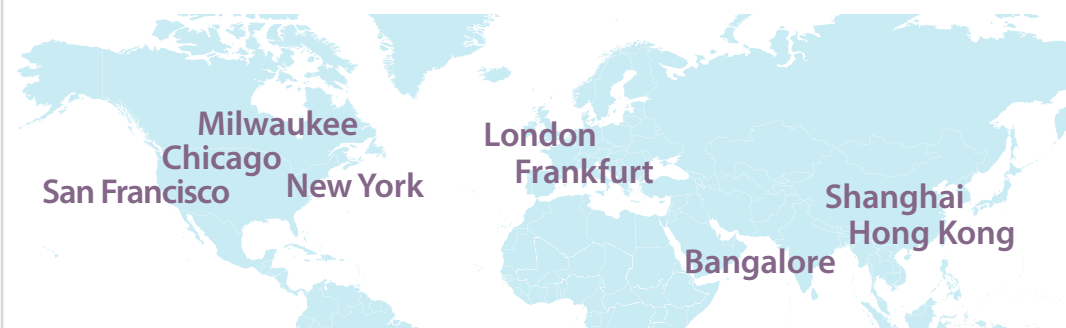 Milwaukee
Chicago
San Francisco
New York
London
Frankfurt
Shanghai
Hong Kong
Bangalore